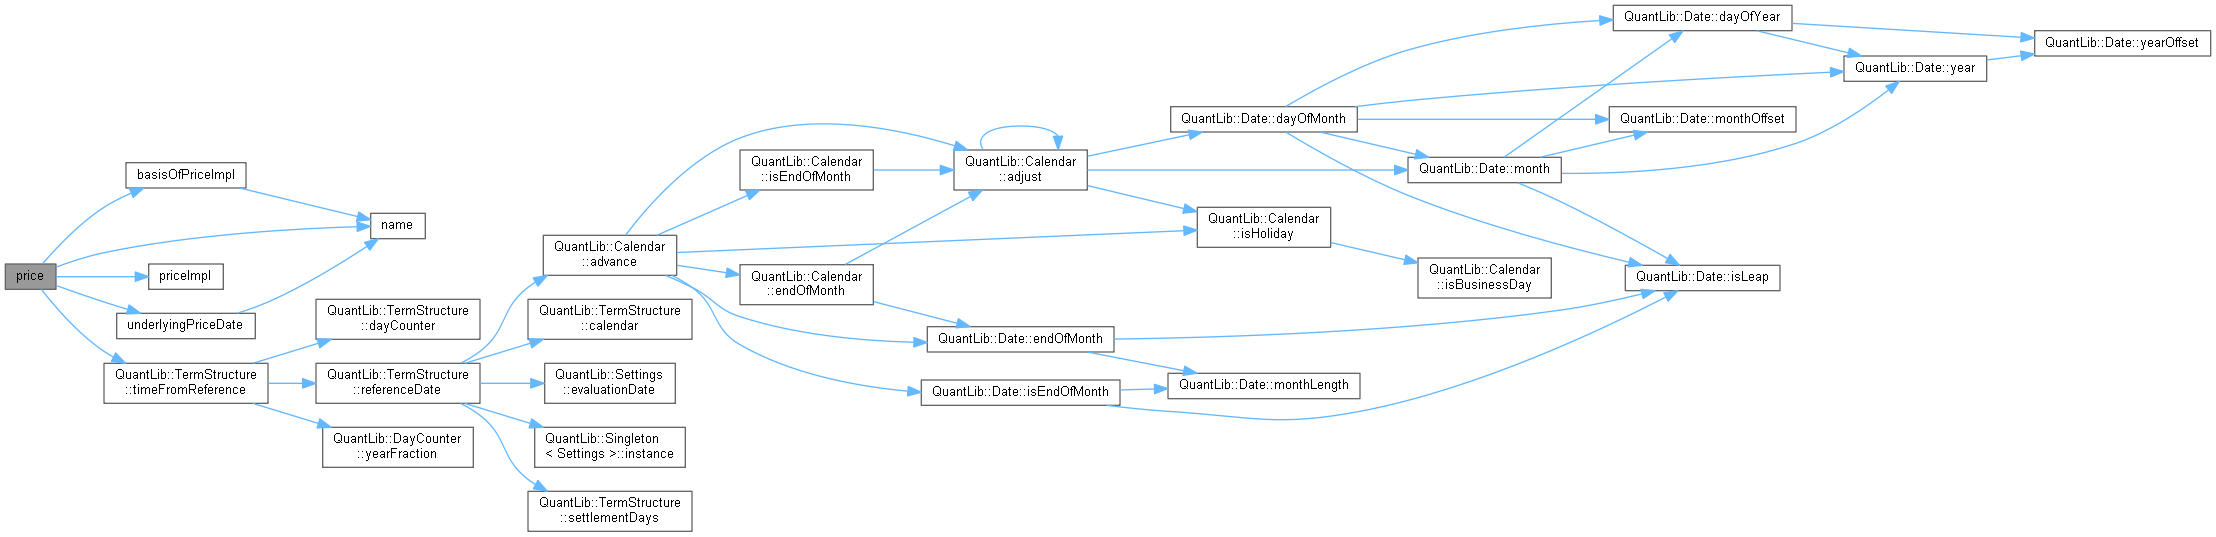 price
basisOfPriceImpl
name
priceImpl
underlyingPriceDate
QuantLib::TermStructure
::timeFromReference
QuantLib::TermStructure
::dayCounter
QuantLib::TermStructure
::referenceDate
QuantLib::DayCounter
::yearFraction
QuantLib::Calendar
::advance
QuantLib::TermStructure
::calendar
QuantLib::Settings
::evaluationDate
QuantLib::Singleton
< Settings >::instance
QuantLib::TermStructure
::settlementDays
QuantLib::Calendar
::isEndOfMonth
QuantLib::Calendar
::endOfMonth
QuantLib::Calendar
::adjust
QuantLib::Date::endOfMonth
QuantLib::Date::isEndOfMonth
QuantLib::Date::dayOfMonth
QuantLib::Calendar
::isHoliday
QuantLib::Date::monthLength
QuantLib::Date::month
QuantLib::Calendar
::isBusinessDay
QuantLib::Date::dayOfYear
QuantLib::Date::monthOffset
QuantLib::Date::isLeap
QuantLib::Date::year
QuantLib::Date::yearOffset